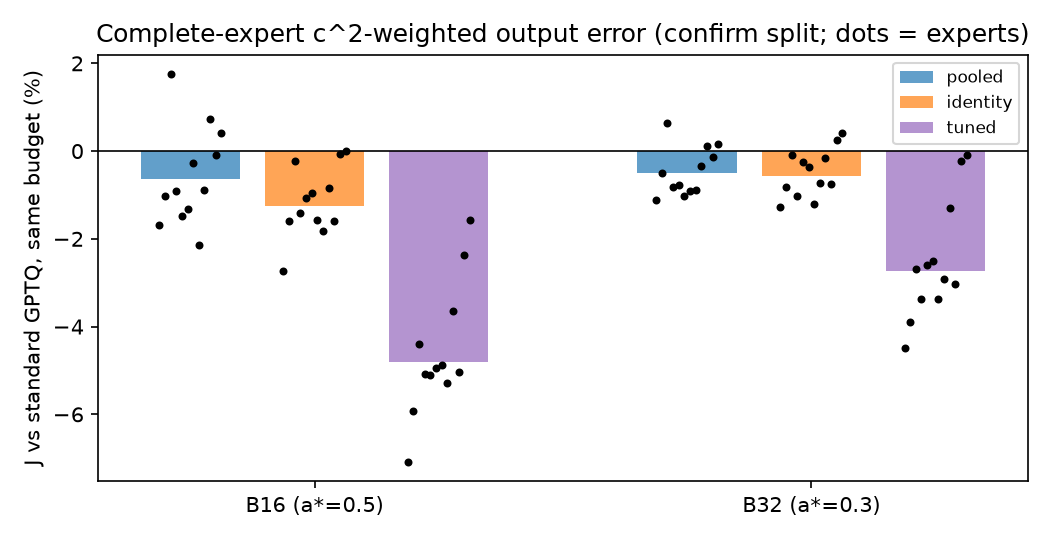 Complete-expert c^2-weighted output error (confirm split; dots = experts)
J vs standard GPTQ, same budget (%)
2
0
−2
−4
−6
pooled
identity
tuned
B16 (a*=0.5)
B32 (a*=0.3)